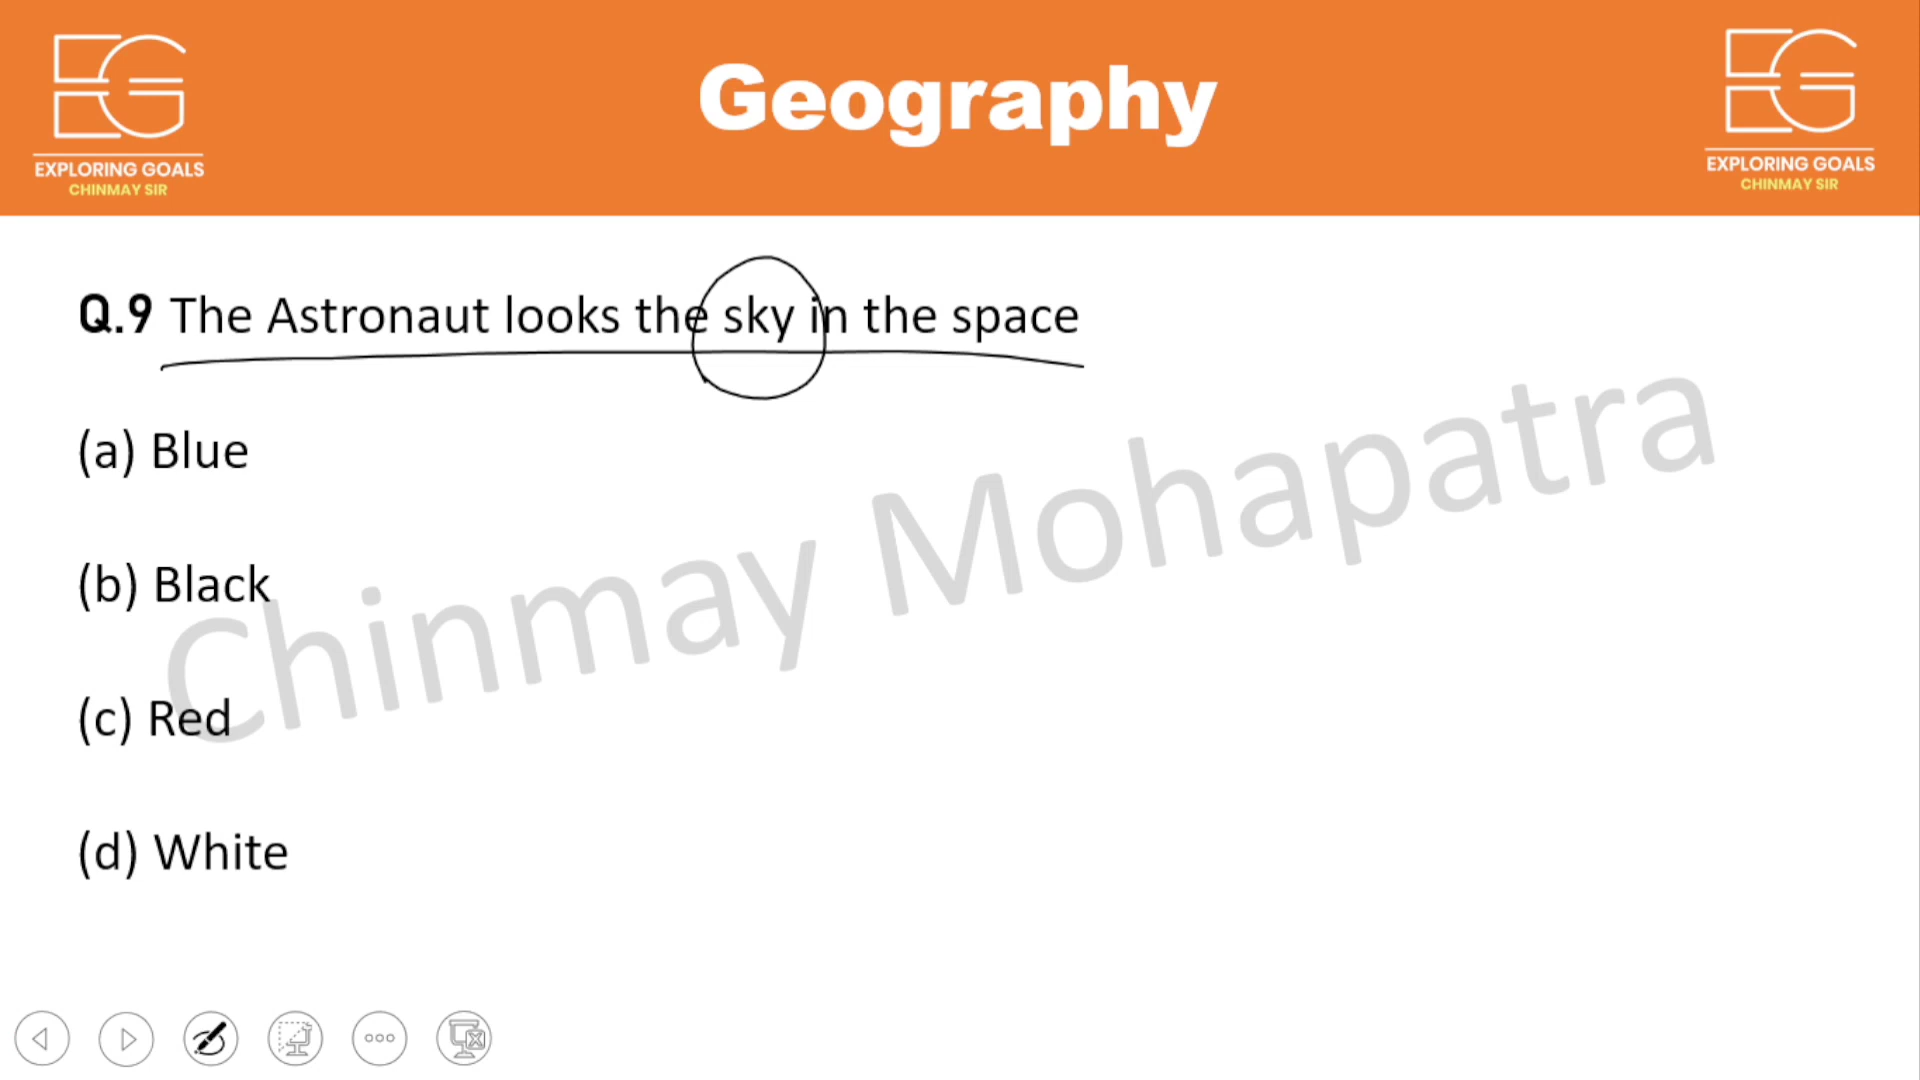 EXPLORING GOALS
CHINMAY SIR
Geography
EXPLORING GOALS
CHINMAY SIR
Q.9 The Astronaut looks the sky in the space
(a) Blue
(b) Black
(c) Red
(d) White
Chinmay Mohapatra